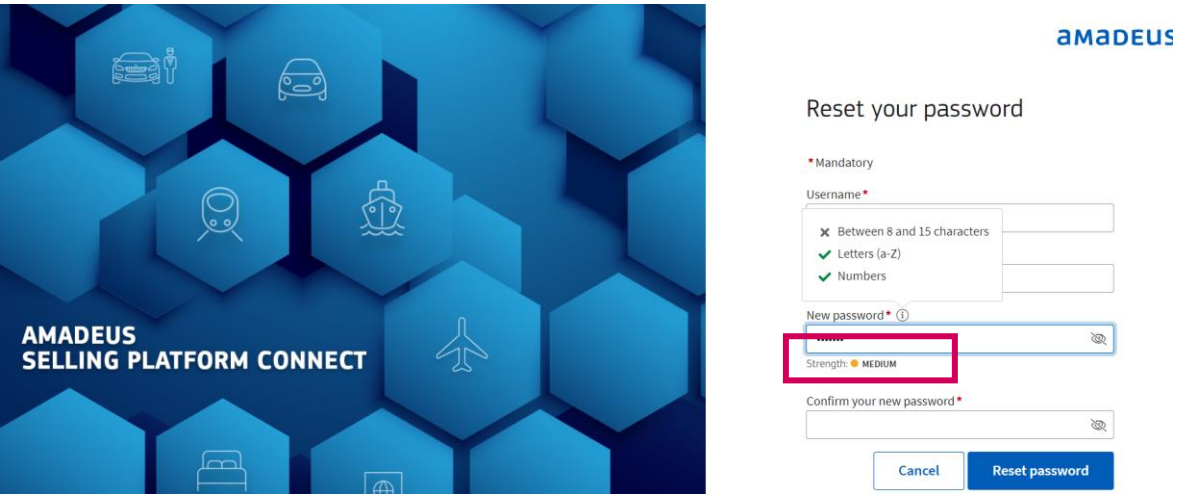 AMADEUS
SELLING PLATFORM CONNECT
amadeus
Reset your password
*Mandatory
Username*
Between 8 and 15 characters
Letters (a-Z)
Numbers
New password*
Strength: MEDIUM
Confirm your new password*
Cancel
Reset password